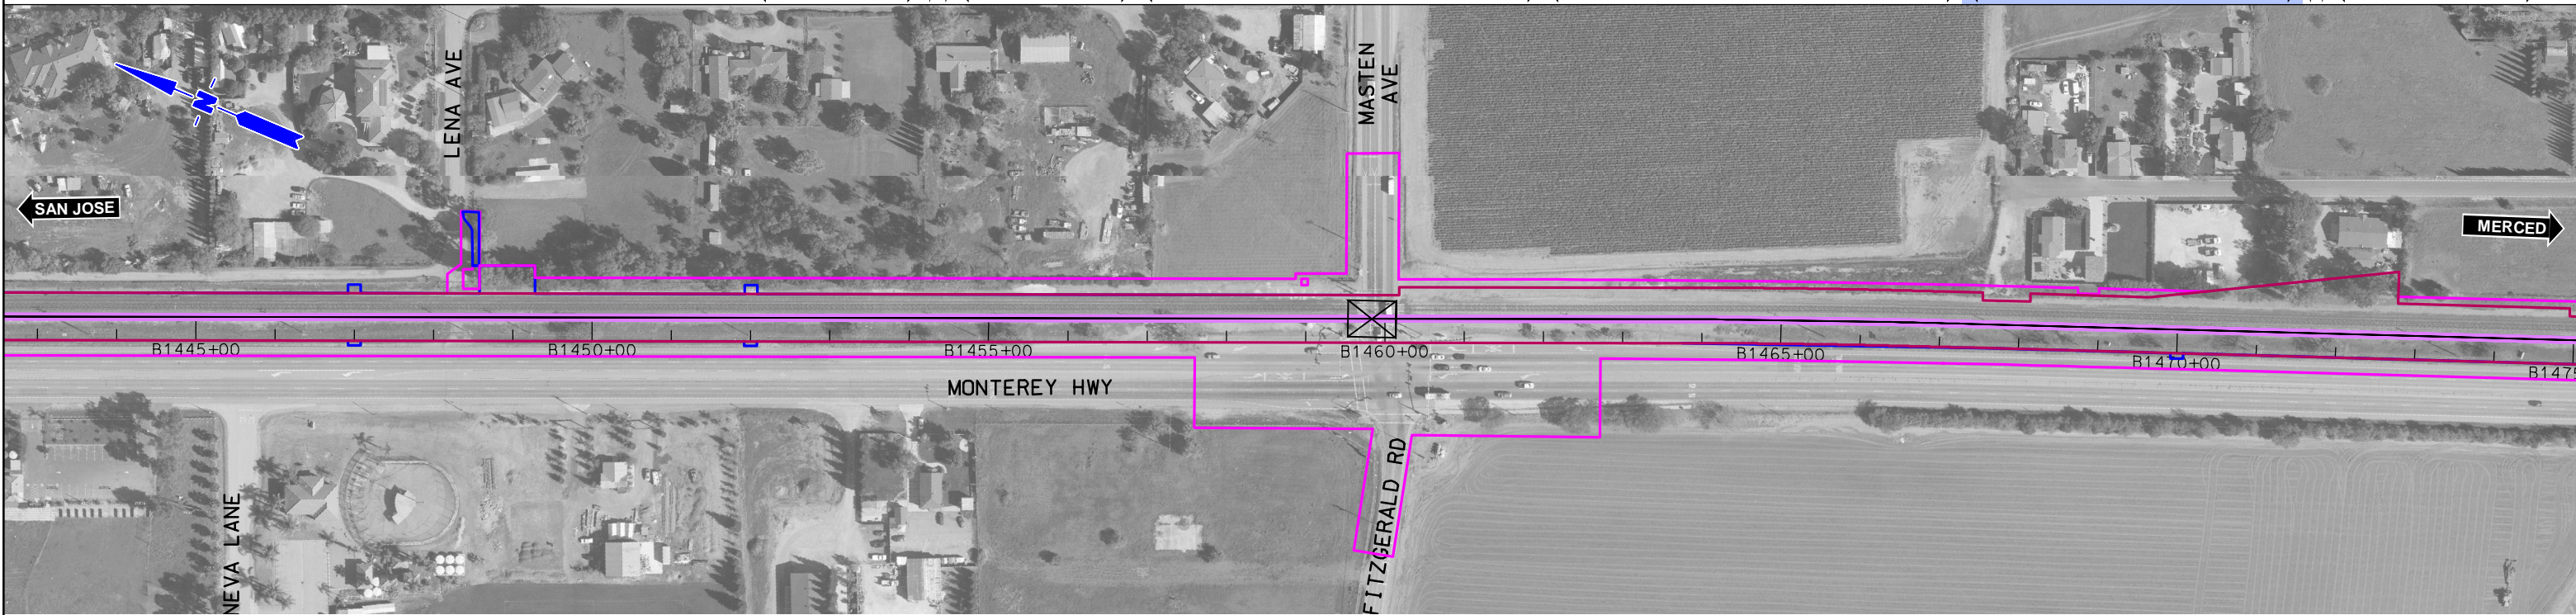 LENA AVE
MASTEN
AVE
N
SAN JOSE
MERCED
B1445+00
B1450+00
B1455+00
B1460+00
B1465+00
B1470+00
B1475
MONTEREY HWY
NEVA LANE
FITZGERALD RD